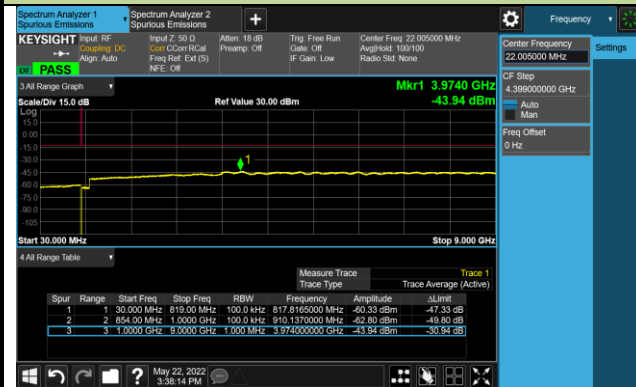 Spectrum Analyzer 1
Spurious Emissions
Spectrum Analyzer 2
Spurious Emissions
+
Frequency
KEYSIGHT
Input: RF
Coupling: DC
Align: Auto
Input Z: 50 Ω
Corr CCorr RCal
Freq Ref: Ext (S)
NFE: Off
Atten: 18 dB
Preamp: Off
Trig: Free Run
Gate: Off
IF Gain: Low
Center Freq: 22.005000 MHz
Avg|Hold: 100/100
Radio Std: None
PASS
Center Frequency
22.005000 MHz
Settings
CF Step
4.399000000 GHz
Auto
Man
Freq Offset
0 Hz
3 All Range Graph
Mkr1 3.9740 GHz
Scale/Div 15.0 dB
Ref Value 30.00 dBm
-43.94 dBm
Log
15.0
0.00
-15.0
-30.0
-45.0
-60.0
-75.0
-90.0
-105
1
Start 30.000 MHz
Stop 9.000 GHz
4 All Range Table
Measure Trace Trace 1
Trace Type Trace Average (Active)
Spur Range Start Freq Stop Freq RBW Frequency Amplitude ΔLimit
1 1 30.000 MHz 819.00 MHz 100.0 kHz 817.8165000 MHz -60.33 dBm -47.33 dB
2 2 854.00 MHz 1.0000 GHz 100.0 kHz 910.1370000 MHz -62.80 dBm -49.80 dB
3 3 1.0000 GHz 9.0000 GHz 1.000 MHz 3.974000000 GHz -43.94 dBm -30.94 dB
?
May 22, 2022
3:38:14 PM